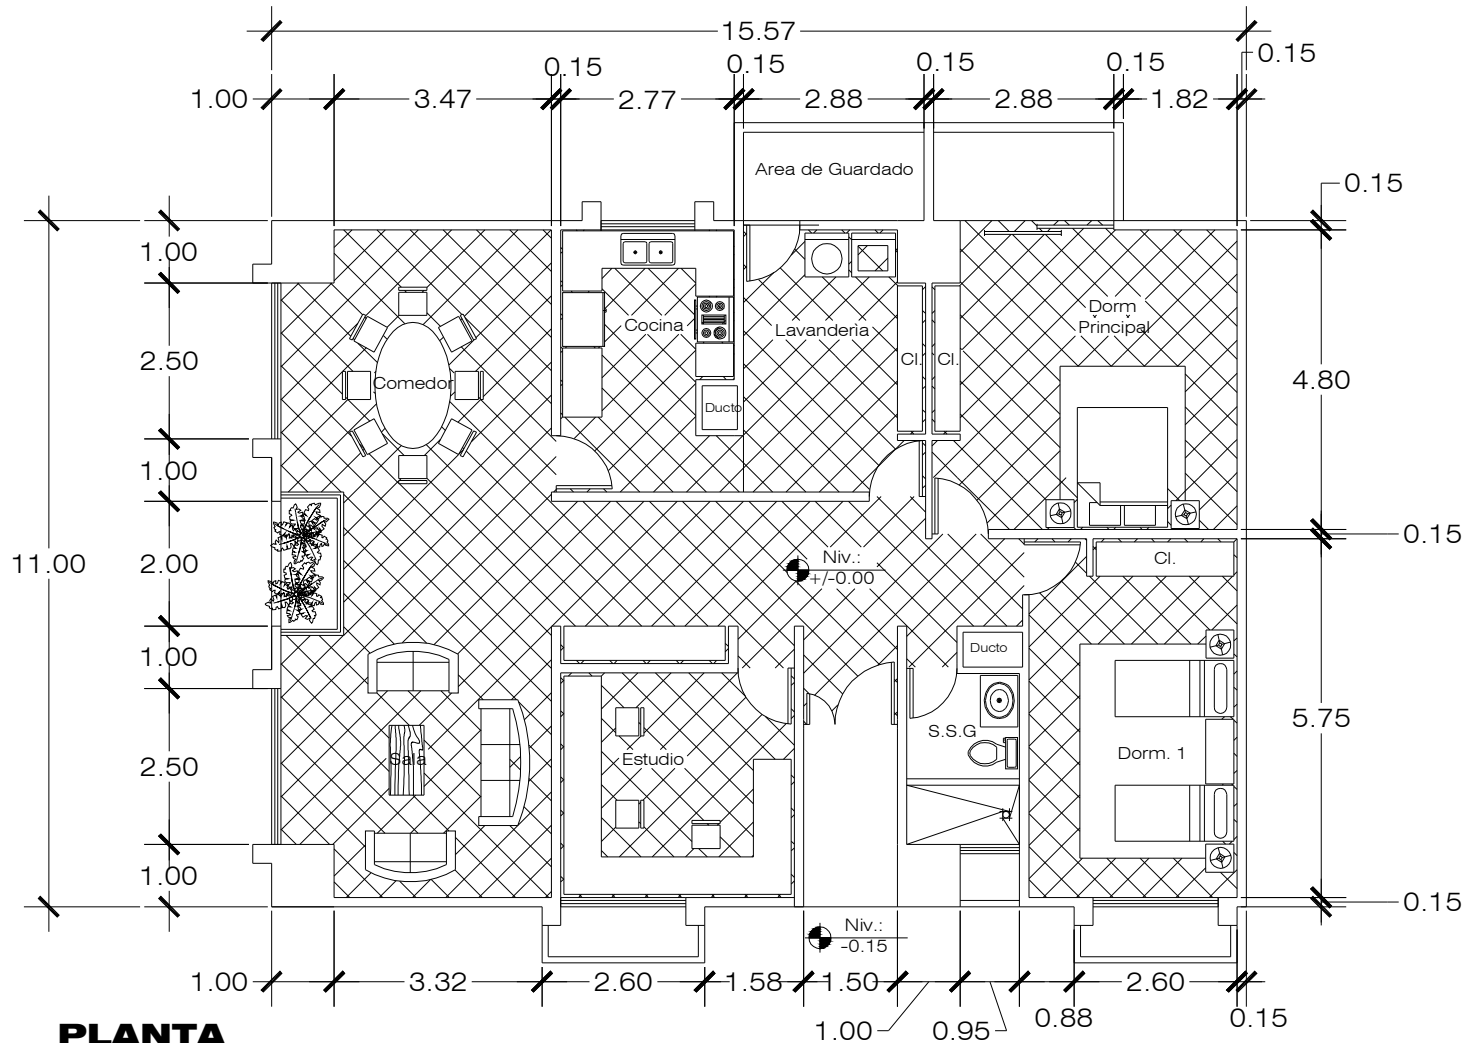 15.57
0.15
0.15
0.15
0.15
0.15
1.00
3.47
2.77
2.88
2.88
1.82
Area de Guardado
0.15
1.00
Dorm
Principal
Cocina
Lavanderìa
Cl.
Cl.
2.50
4.80
Comedor
Ducto
1.00
0.15
11.00
2.00
Niv.:
+/-0.00
Cl.
1.00
Ducto
5.75
S.S.G
Sala
Estudio
Dorm. 1
2.50
1.00
0.15
Niv.:
-0.15
1.00
3.32
2.60
1.58
1.50
2.60
1.00
0.95
0.88
0.15
PLANTA